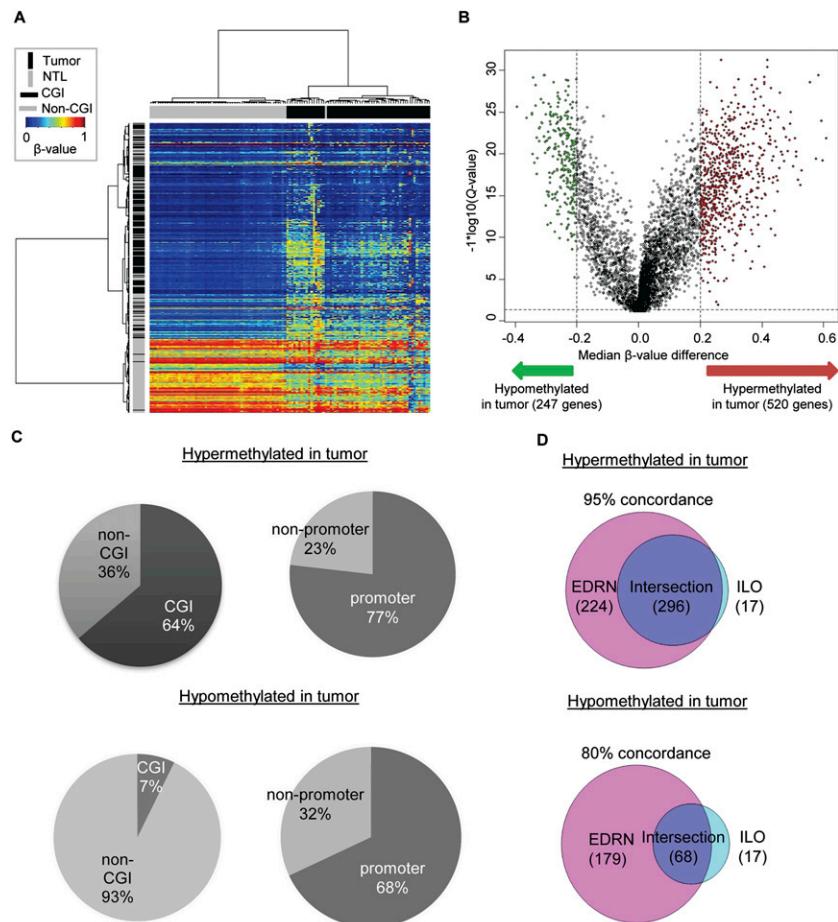 A
Tumor
NTL
CGI
Non-CGI
0 1
β-value
B
-1*log10(Q-value)
30
25
20
15
10
5
0
-0.4 -0.2 0.0 0.2 0.4 0.6
Median β-value difference
Hypomethylated
in tumor (247 genes)
Hypermethylated
in tumor (520 genes)
C
Hypermethylated in tumor
non-
CGI
36%
CGI
64%
non-promoter
23%
promoter
77%
Hypomethylated in tumor
CGI
7%
non-
CGI
93%
non-promoter
32%
promoter
68%
D
Hypermethylated in tumor
95% concordance
EDRN
(224)
Intersection
(296)
ILO
(17)
Hypomethylated in tumor
80% concordance
EDRN
(179)
Intersection
(68)
ILO
(17)